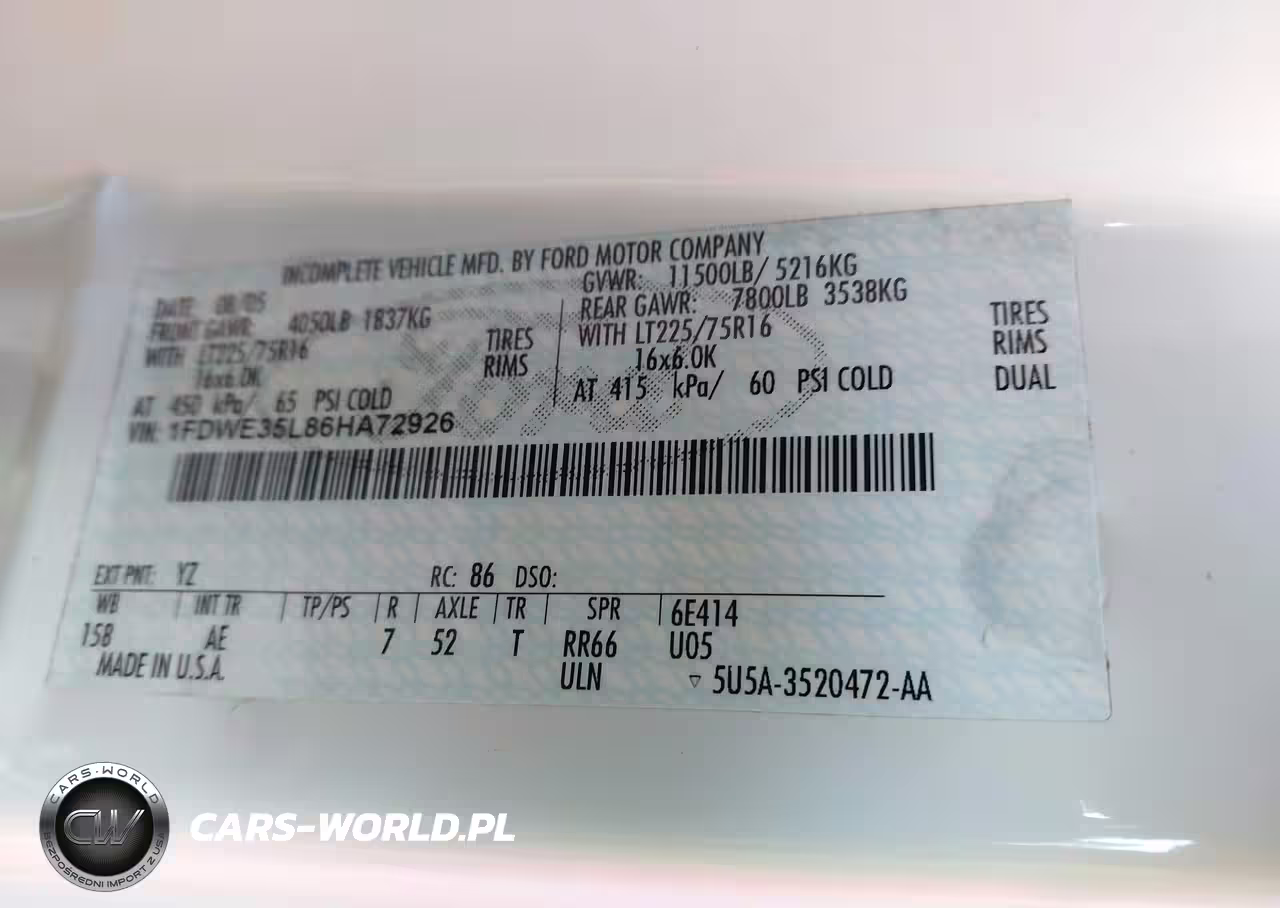 INCOMPLETE VEHICLE MFD. BY FORD MOTOR COMPANY
DATE: 08/05 GVWR: 11500LB/ 5216KG
FRONT GAWR: 4050LB 1837KG REAR GAWR: 7800LB 3538KG
WITH LT225/75R16 TIRES WITH LT225/75R16 TIRES
16x6.0K RIMS 16x6.0K RIMS
AT 450 kPa/ 65 PSI COLD AT 415 kPa/ 60 PSI COLD DUAL
VIN: 1FDWE35L86HA72926
EXT PNT: YZ RC: 86 DSO:
WB | INT TR | TP/PS | R | AXLE | TR | SPR | 6E414
158 AE 7 52 T RR66 U05
MADE IN U.S.A. ULN ▽ 5U5A-3520472-AA
CARS-WORLD
CW
BEZPOŚREDNI IMPORT Z USA
CARS-WORLD.PL